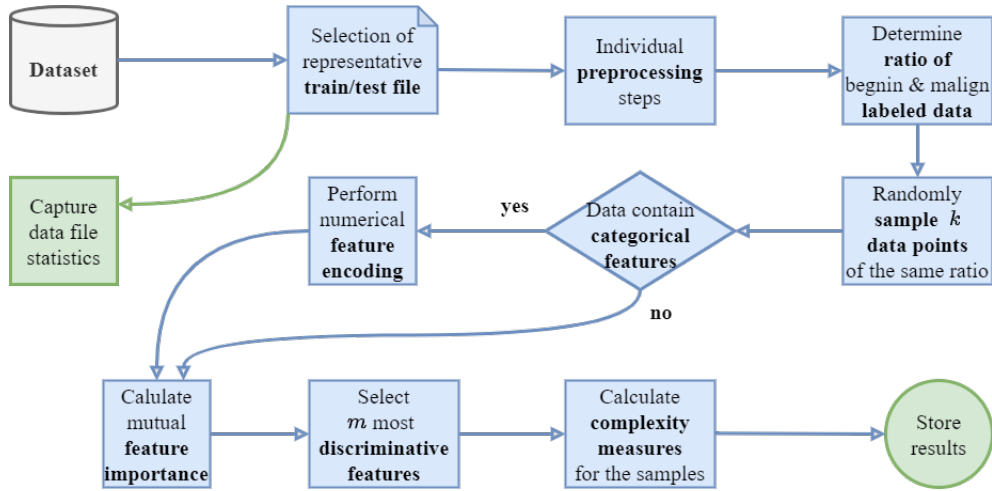 Dataset
Selection of
representative
train/test file
Individual
preprocessing
steps
Determine
ratio of
begnin & malign
labeled data
Capture
data file
statistics
Perform
numerical
feature
encoding
yes
Data contain
categorical
features
no
Randomly
sample k
data points
of the same ratio
Calulate
mutual
feature
importance
Select
m most
discriminative
features
Calculate
complexity
measures
for the samples
Store
results